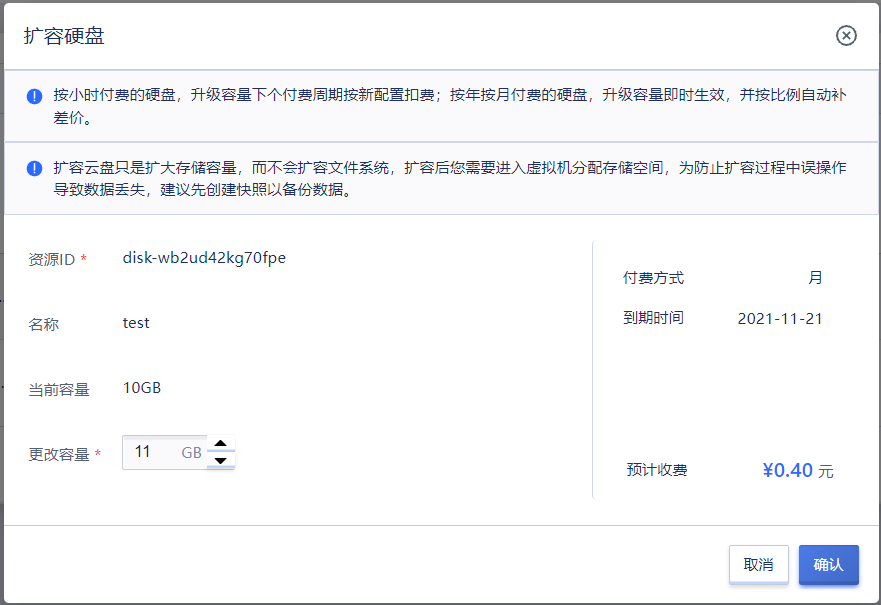 扩容硬盘
按小时付费的硬盘，升级容量下个付费周期按新配置扣费；按年按月付费的硬盘，升级容量即时生效，并按比例自动补
差价。
扩容云盘只是扩大存储容量，而不会扩容文件系统，扩容后您需要进入虚拟机分配存储空间，为防止扩容过程中误操作
导致数据丢失，建议先创建快照以备份数据。
资源ID * disk-wb2ud42kg70fpe
名称 test
当前容量 10GB
更改容量 * 11 GB
付费方式 月
到期时间 2021-11-21
预计收费 ¥0.40 元
取消 确认